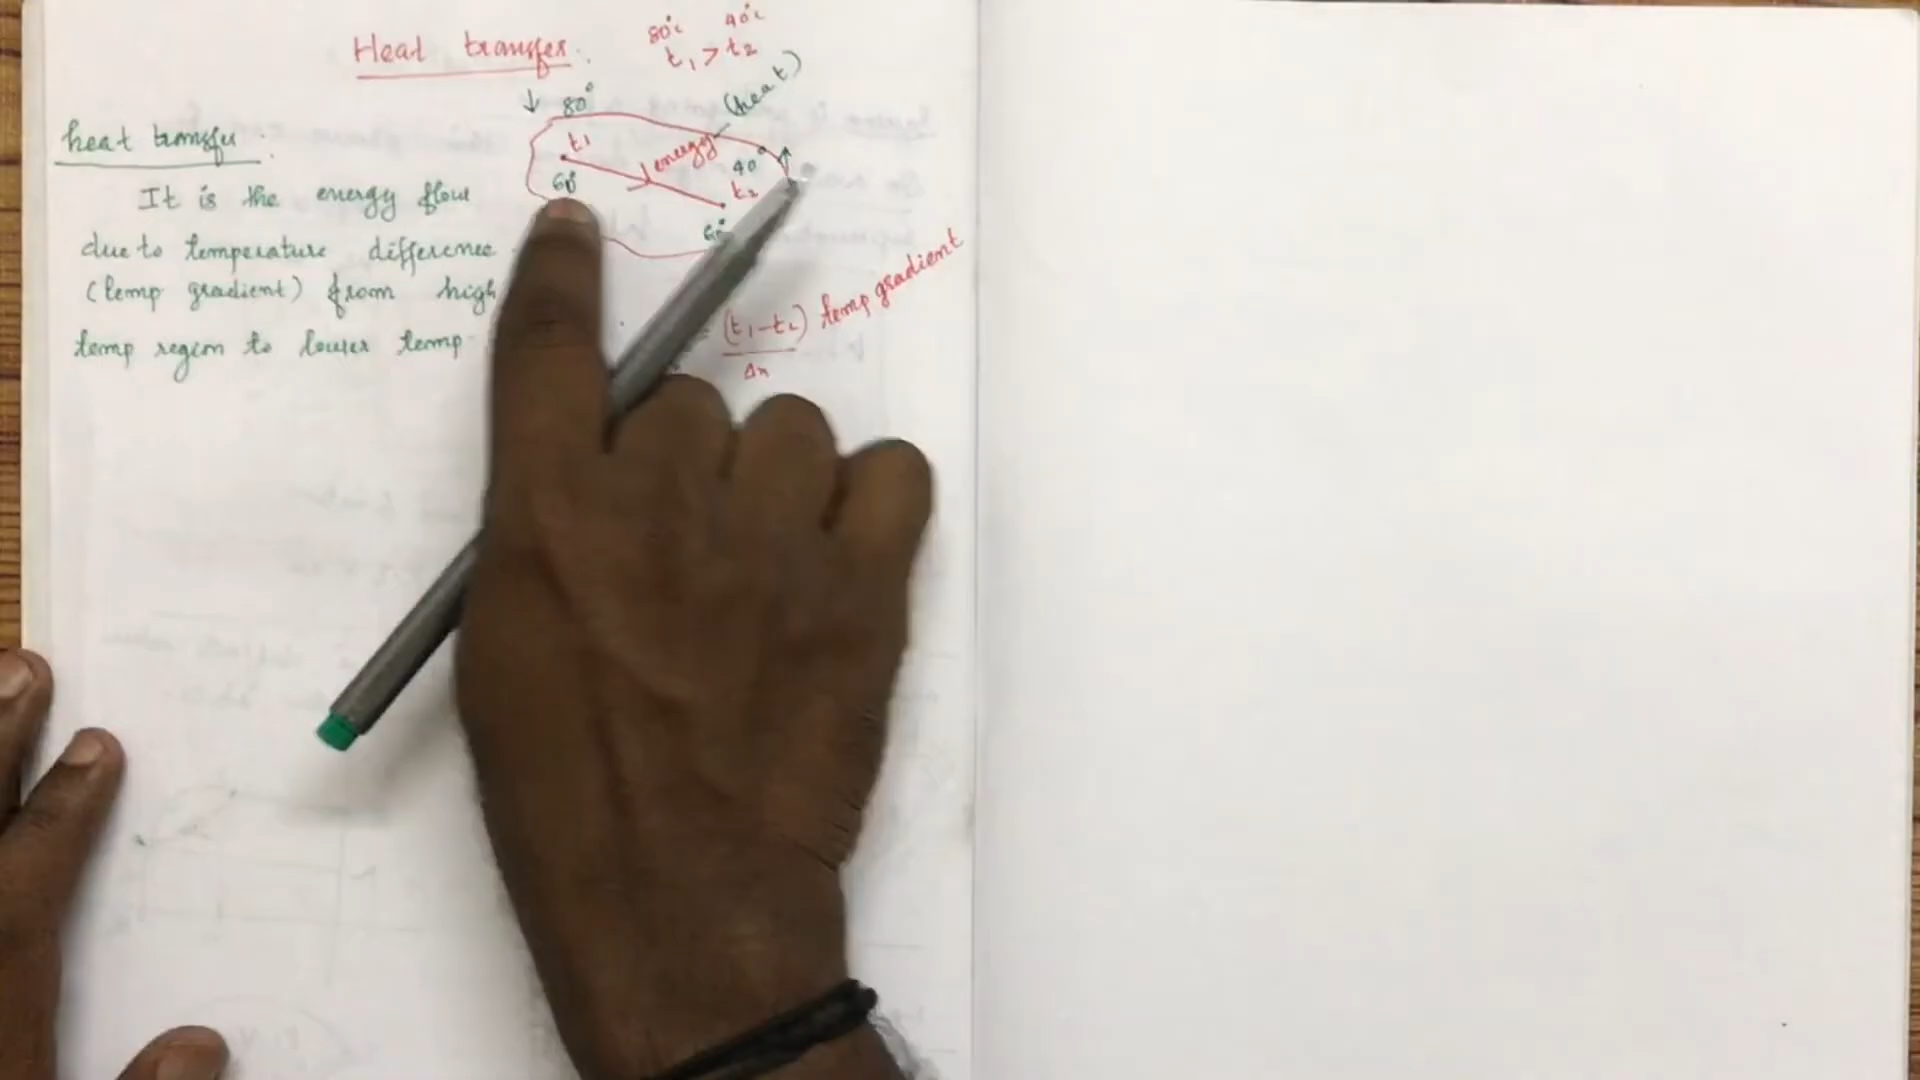 Heat transfer.
80°c 40°c
t1 > t2
heat transfer.
It is the energy flow
due to temperature difference
(temp gradient) from high
temp region to lower temp
↓ 80°
t1
60°
energy
(heat)
40°
t2
60°
= (t1-t2) temp gradient
Δx